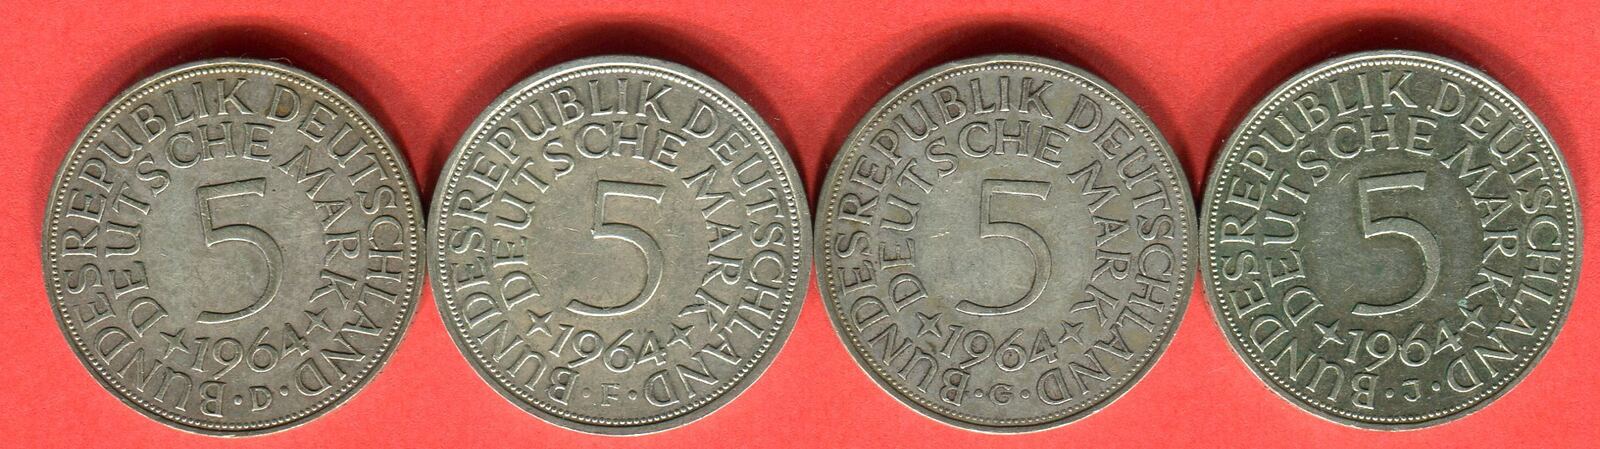 BUNDESREPUBLIK DEUTSCHLAND
DEUTSCHE MARK
5
1964
·D·
BUNDESREPUBLIK DEUTSCHLAND
DEUTSCHE MARK
5
1964
·F·
BUNDESREPUBLIK DEUTSCHLAND
DEUTSCHE MARK
5
1964
·G·
BUNDESREPUBLIK DEUTSCHLAND
DEUTSCHE MARK
5
1964
·J·